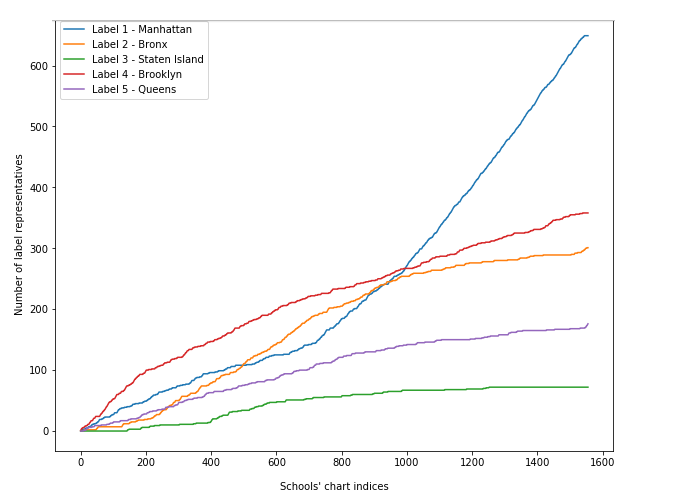 Label 1 - Manhattan
Label 2 - Bronx
Label 3 - Staten Island
Label 4 - Brooklyn
Label 5 - Queens
600
500
400
300
200
100
0
Number of label representatives
0 200 400 600 800 1000 1200 1400 1600
Schools' chart indices